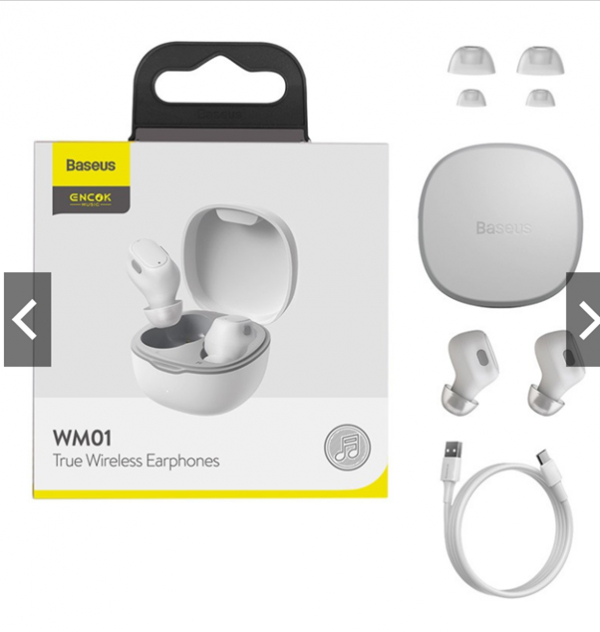 Baseus
ENCOK
MUSIC
WM01
True Wireless Earphones
Baseus